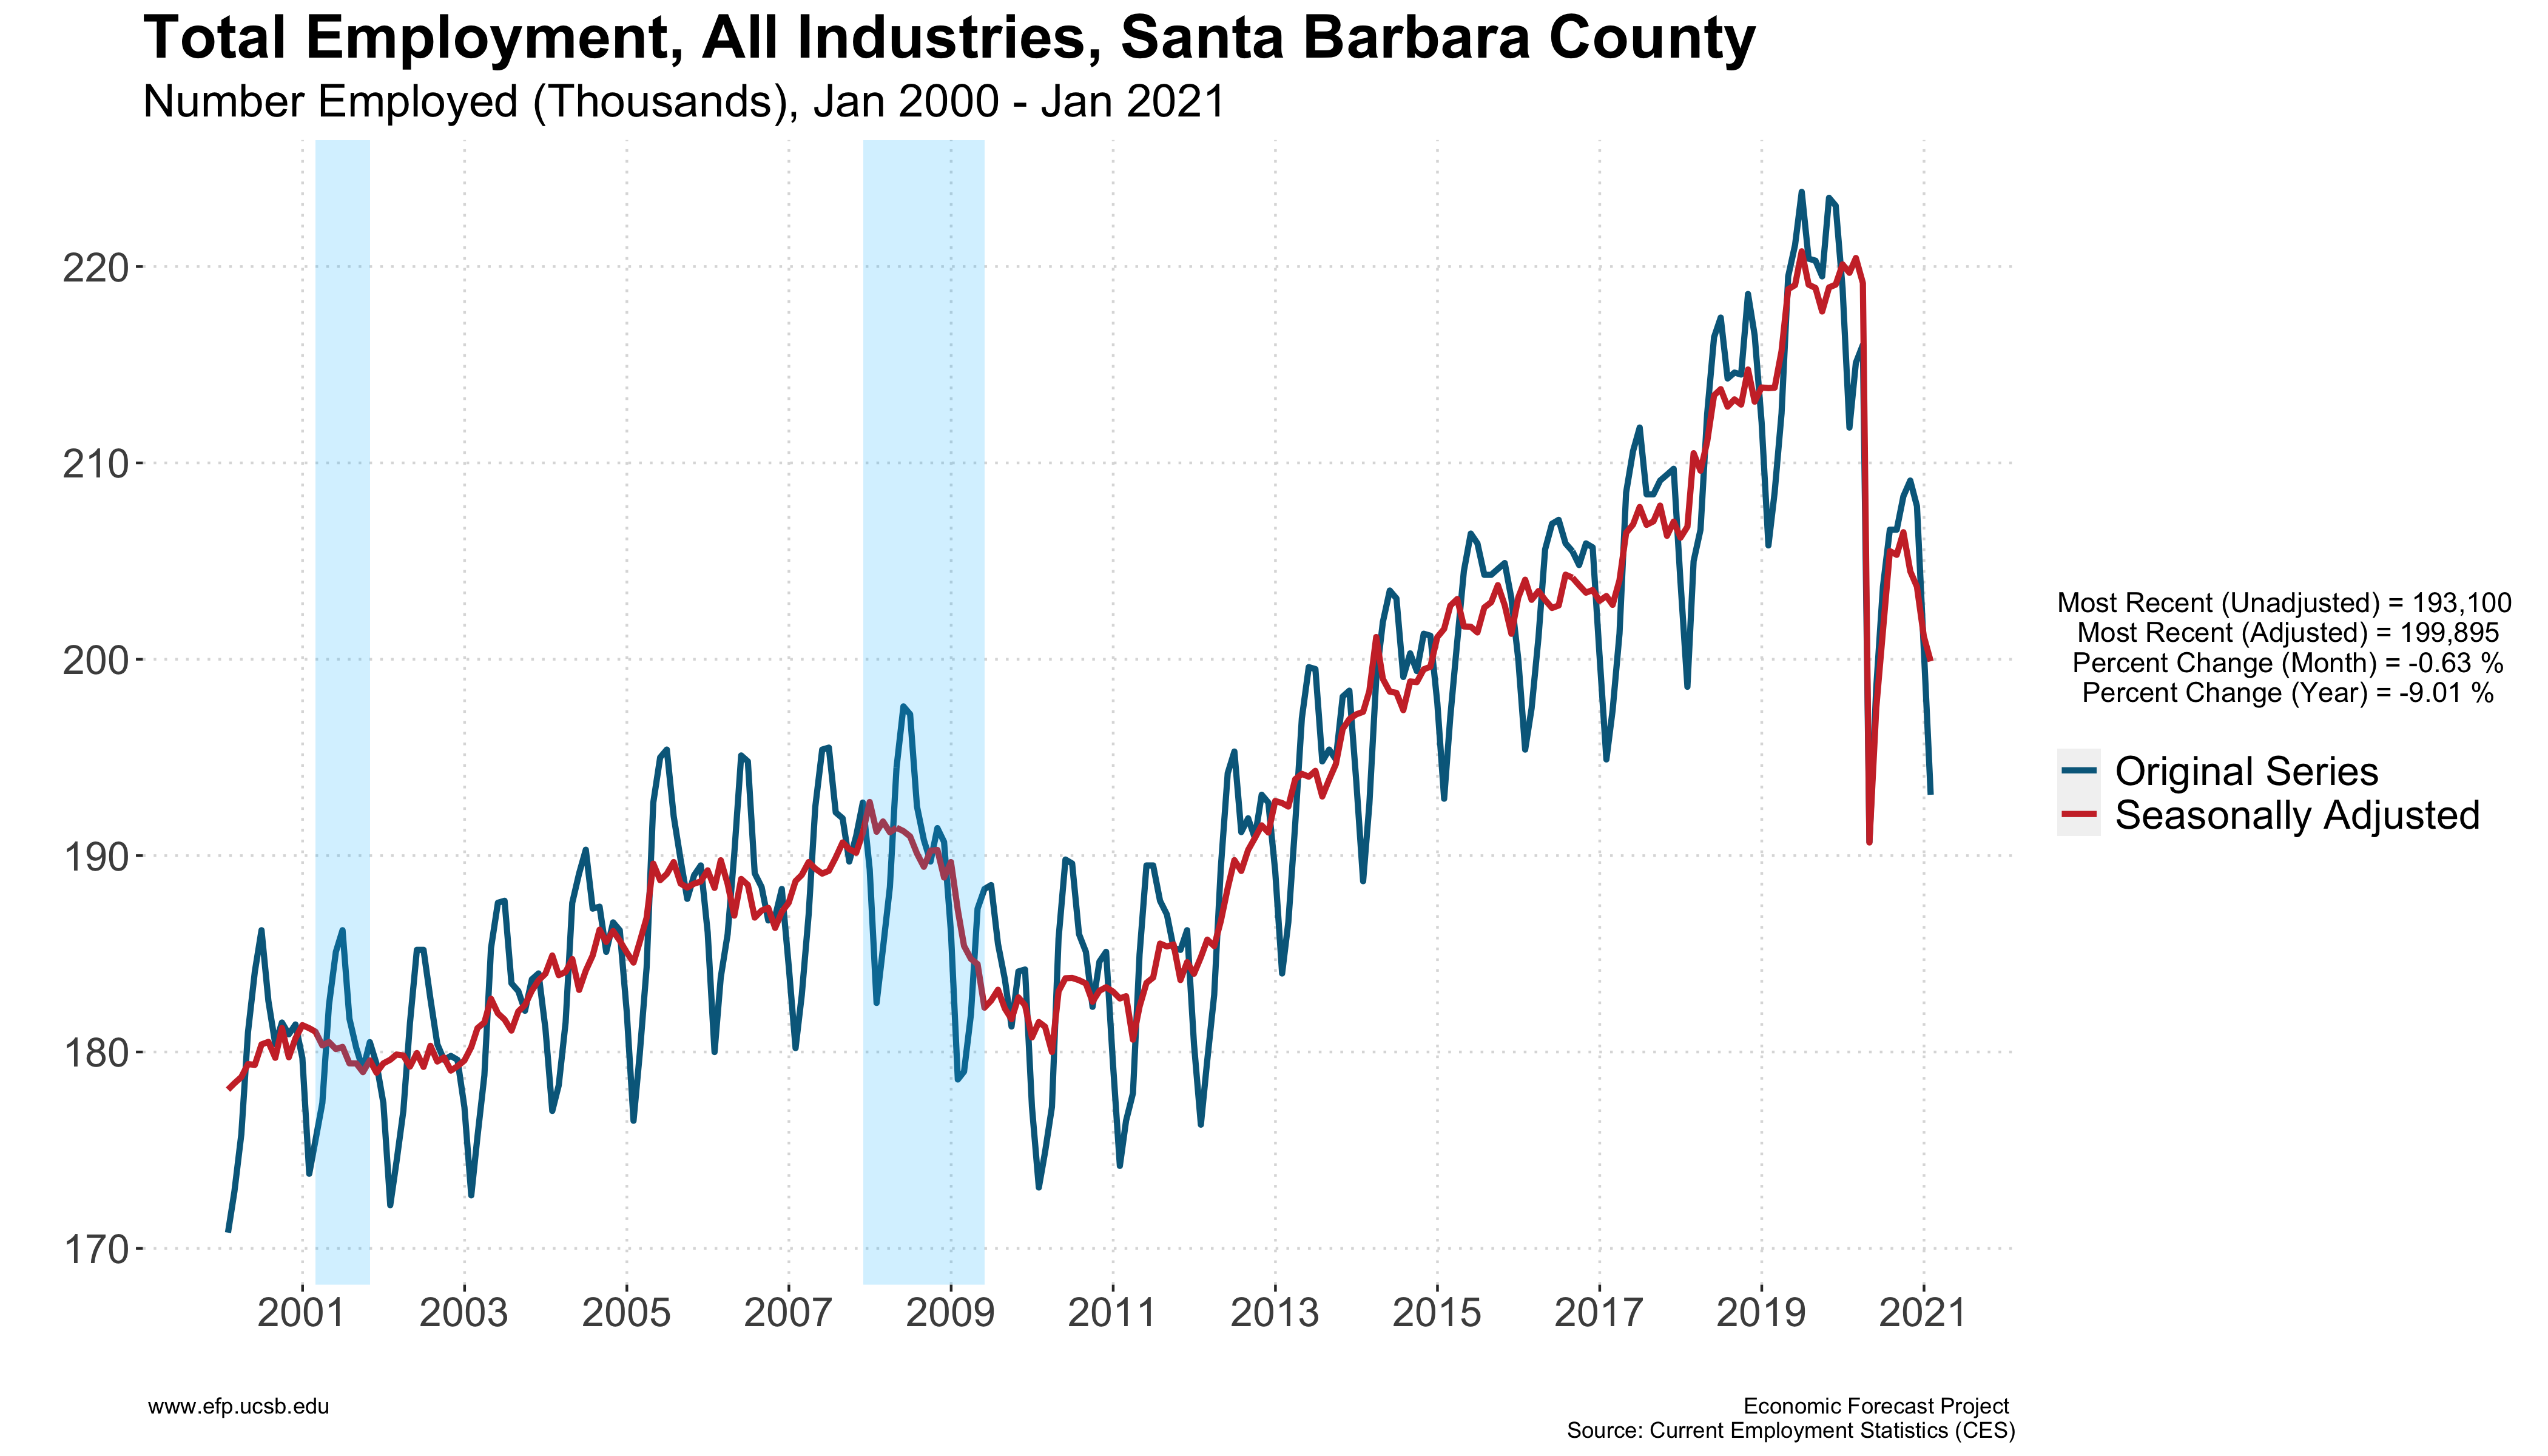 Total Employment, All Industries, Santa Barbara County
Number Employed (Thousands), Jan 2000 - Jan 2021
220
210
200
190
180
170
2001 2003 2005 2007 2009 2011 2013 2015 2017 2019 2021
Most Recent (Unadjusted) = 193,100
Most Recent (Adjusted) = 199,895
Percent Change (Month) = -0.63 %
Percent Change (Year) = -9.01 %
Original Series
Seasonally Adjusted
www.efp.ucsb.edu
Economic Forecast Project
Source: Current Employment Statistics (CES)